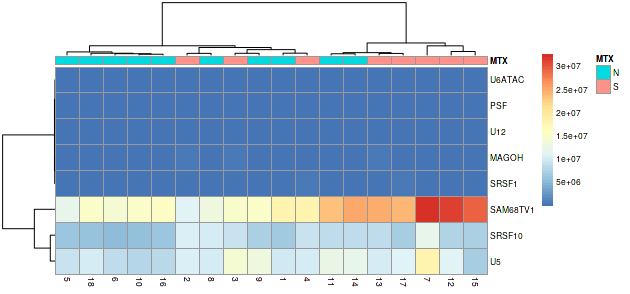 MTX
MTX
N
S
3e+07
2.5e+07
2e+07
1.5e+07
1e+07
5e+06
U6ATAC
PSF
U12
MAGOH
SRSF1
SAM68TV1
SRSF10
U5
5 18 6 10 16 2 8 3 9 1 4 11 14 13 17 7 12 15